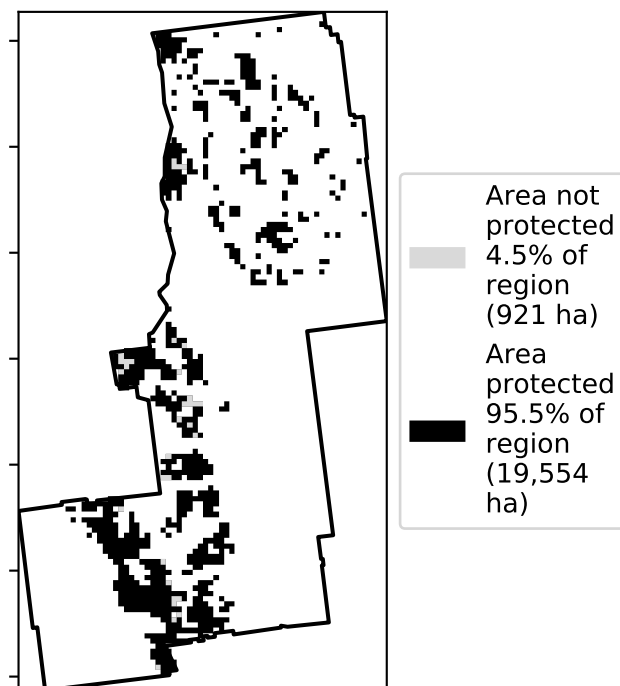 Area not
protected
4.5% of
region
(921 ha)
Area
protected
95.5% of
region
(19,554
ha)